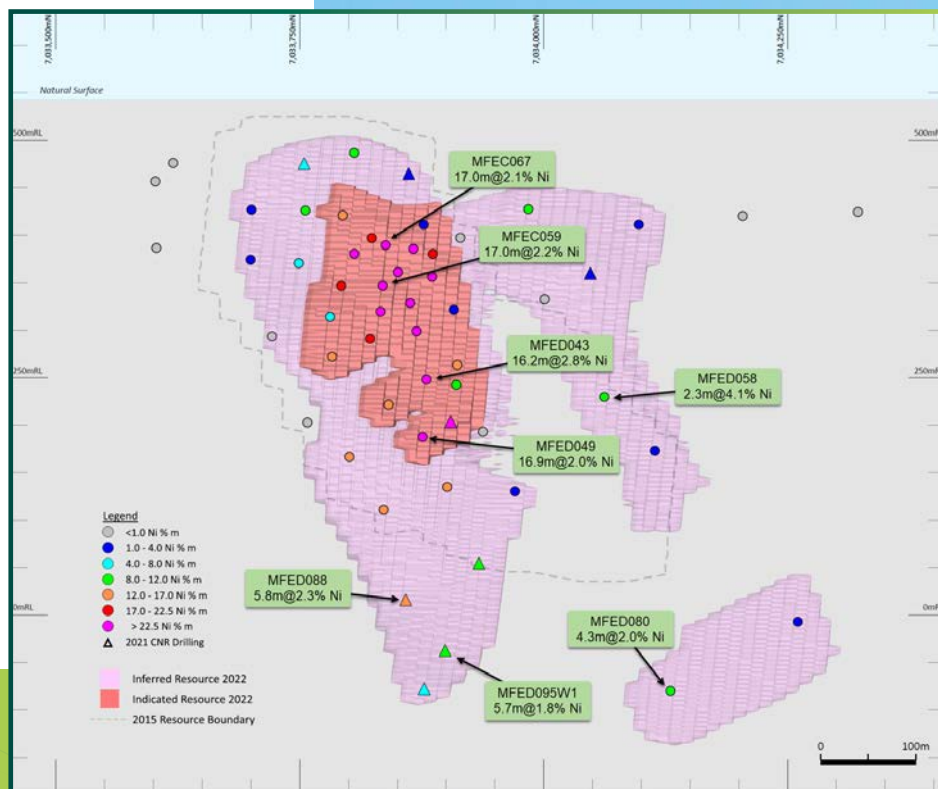 7,033,500mN
7,033,750mN
7,034,000mN
7,034,250mN
Natural Surface
500mRL
500mRL
MFEC067
17.0m@2.1% Ni
MFEC059
17.0m@2.2% Ni
MFED043
16.2m@2.8% Ni
250mRL
250mRL
MFED058
2.3m@4.1% Ni
MFED049
16.9m@2.0% Ni
Legend
<1.0 Ni % m
1.0 - 4.0 Ni % m
4.0 - 8.0 Ni % m
8.0 - 12.0 Ni % m
12.0 - 17.0 Ni % m
17.0 - 22.5 Ni % m
> 22.5 Ni % m
2021 CNR Drilling
Inferred Resource 2022
Indicated Resource 2022
2015 Resource Boundary
MFED088
5.8m@2.3% Ni
0mRL
0mRL
MFED080
4.3m@2.0% Ni
MFED095W1
5.7m@1.8% Ni
0
100m